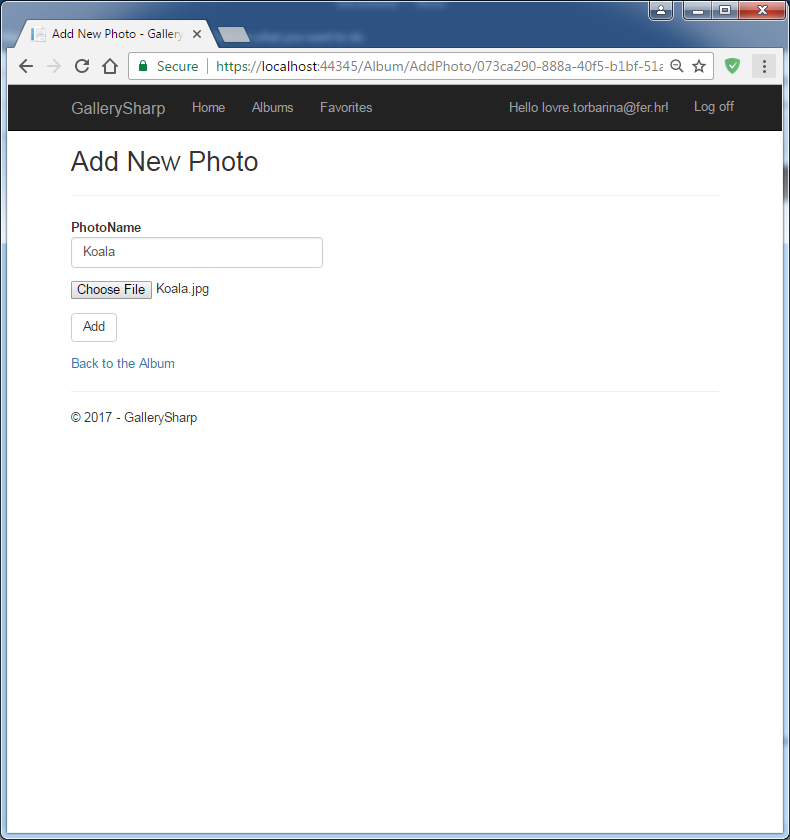 Add New Photo - Gallery
Secure | https://localhost:44345/Album/AddPhoto/073ca290-888a-40f5-b1bf-51a
GallerySharp Home Albums Favorites Hello lovre.torbarina@fer.hr! Log off
Add New Photo
PhotoName
Koala
Choose File Koala.jpg
Add
Back to the Album
© 2017 - GallerySharp